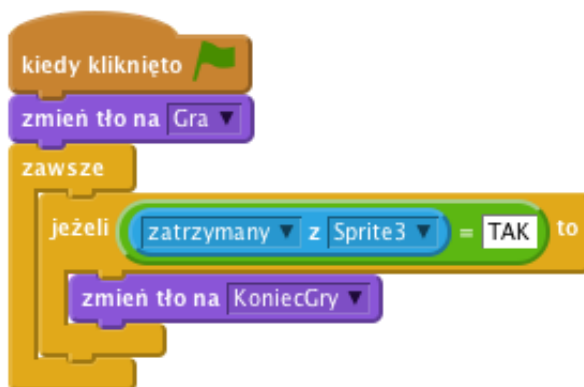 kiedy kliknięto
zmień tło na Gra
zawsze
jeżeli zatrzymany z Sprite3 = TAK to
zmień tło na KoniecGry